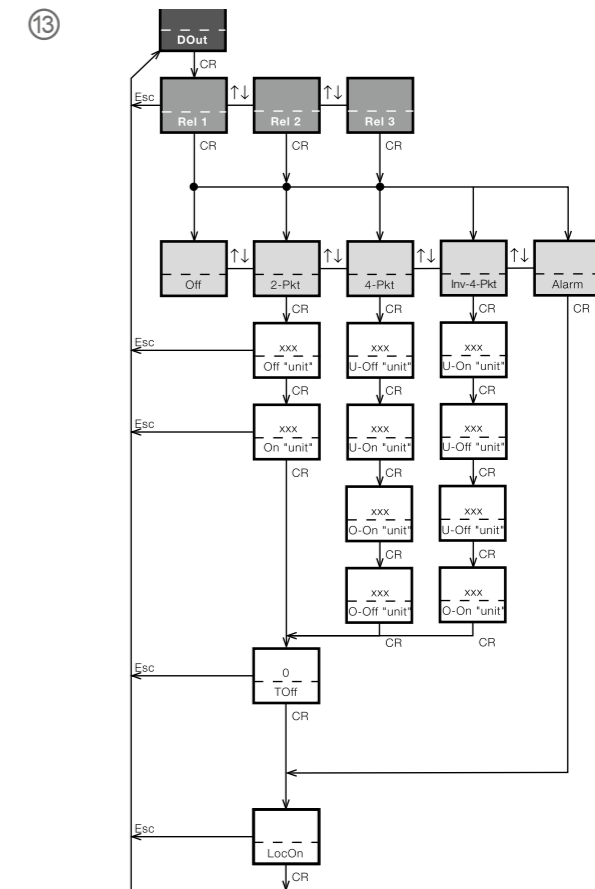 ⑬
DOut
CR
Esc
↑↓ ↑↓
Rel 1 Rel 2 Rel 3
CR CR CR
↑↓ ↑↓ ↑↓ ↑↓
Off 2-Pkt 4-Pkt Inv-4-Pkt Alarm
CR CR CR CR
Esc
xxx xxx xxx
Off "unit" U-Off "unit" U-On "unit"
CR CR CR
Esc
xxx xxx xxx
On "unit" U-On "unit" U-Off "unit"
CR CR CR
xxx xxx
O-On "unit" U-Off "unit"
CR CR
xxx xxx
O-Off "unit" O-On "unit"
CR CR
Esc
0
TOff
CR
Esc
LocOn
CR